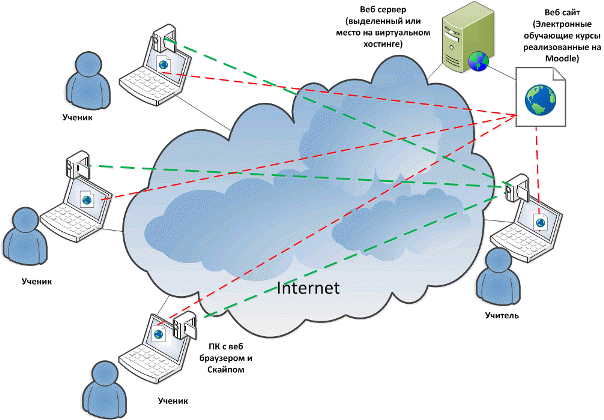 Веб сервер
(выделенный или
место на виртуальном
хостинге)
Веб сайт
(Электронные
обучающие курсы
реализованные на
Moodle)
Ученик
Ученик
Internet
Учитель
ПК с веб
браузером и
Скайпом
Ученик